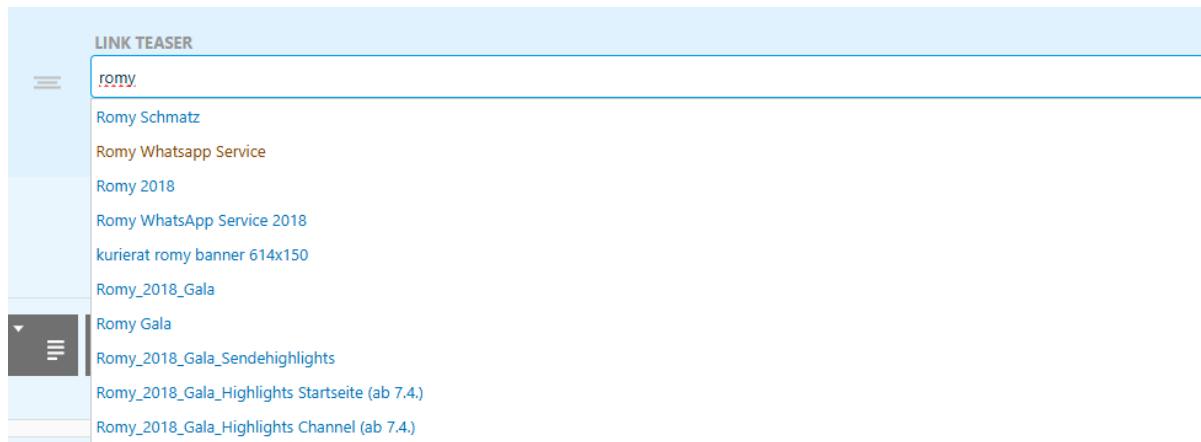 LINK TEASER
romy
Romy Schmatz
Romy Whatsapp Service
Romy 2018
Romy WhatsApp Service 2018
kurierat romy banner 614x150
Romy_2018_Gala
Romy Gala
Romy_2018_Gala_Sendehighlights
Romy_2018_Gala_Highlights Startseite (ab 7.4.)
Romy_2018_Gala_Highlights Channel (ab 7.4.)